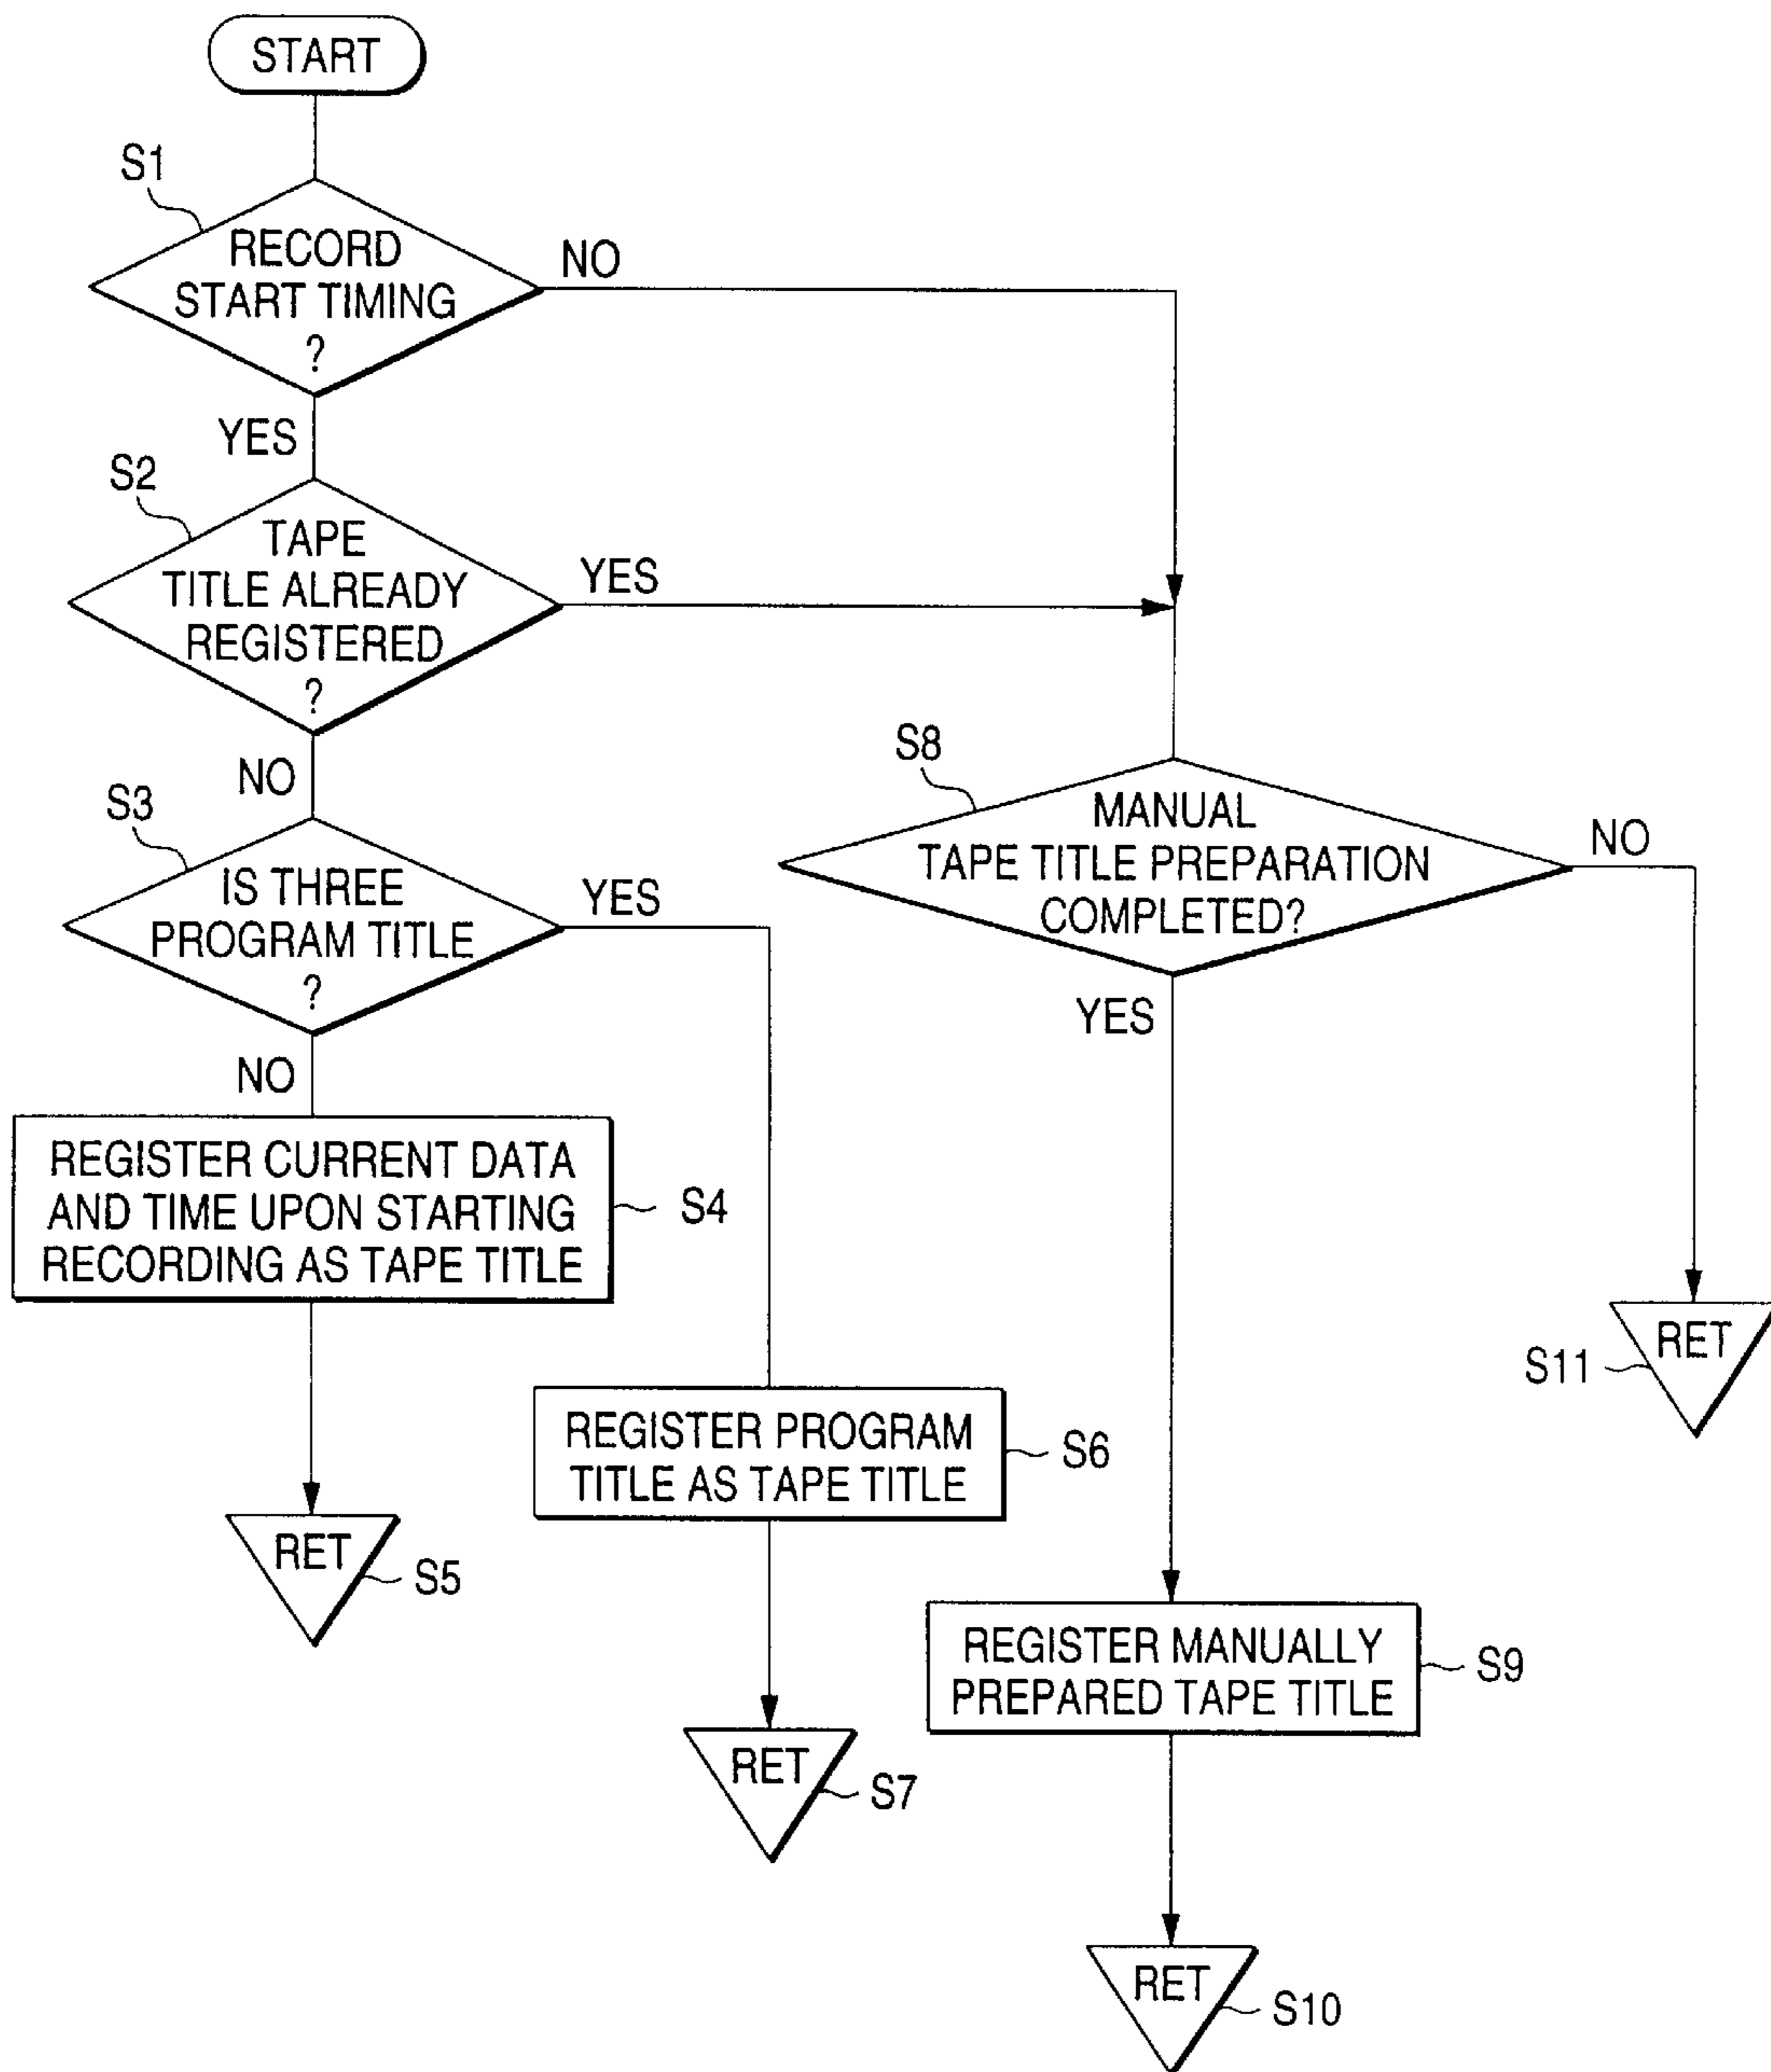 START
S1
RECORD
START TIMING
?
NO
YES
S2
TAPE
TITLE ALREADY
REGISTERED
?
YES
NO
S3
IS THREE
PROGRAM TITLE
?
YES
NO
S8
MANUAL
TAPE TITLE PREPARATION
COMPLETED?
NO
YES
REGISTER CURRENT DATA
AND TIME UPON STARTING
RECORDING AS TAPE TITLE
S4
RET
S5
REGISTER PROGRAM
TITLE AS TAPE TITLE
S6
RET
S7
REGISTER MANUALLY
PREPARED TAPE TITLE
S9
RET
S10
RET
S11